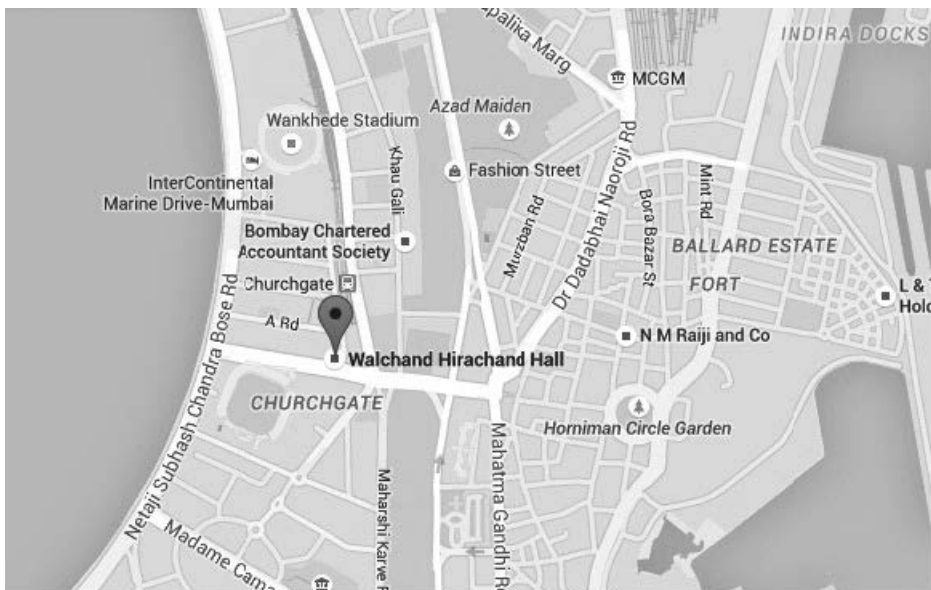 INDIRA DOCKS
apalika Marg
MCGM
Azad Maiden
Wankhede Stadium
Fashion Street
InterContinental
Marine Drive-Mumbai
Khau Gali
Bombay Chartered
Accountant Society
Churchgate
A Rd
Walchand Hirachand Hall
CHURCHGATE
Netaji Subhash Chandra Bose Rd
Madame Cama
Maharshi Karve R
Mahatma Gandhi Rd
Murzban Rd
Dr Dadabhai Naoroji Rd
Bora Bazar St
Mint Rd
BALLARD ESTATE
FORT
L & T
Hold
N M Raiji and Co
Horniman Circle Garden